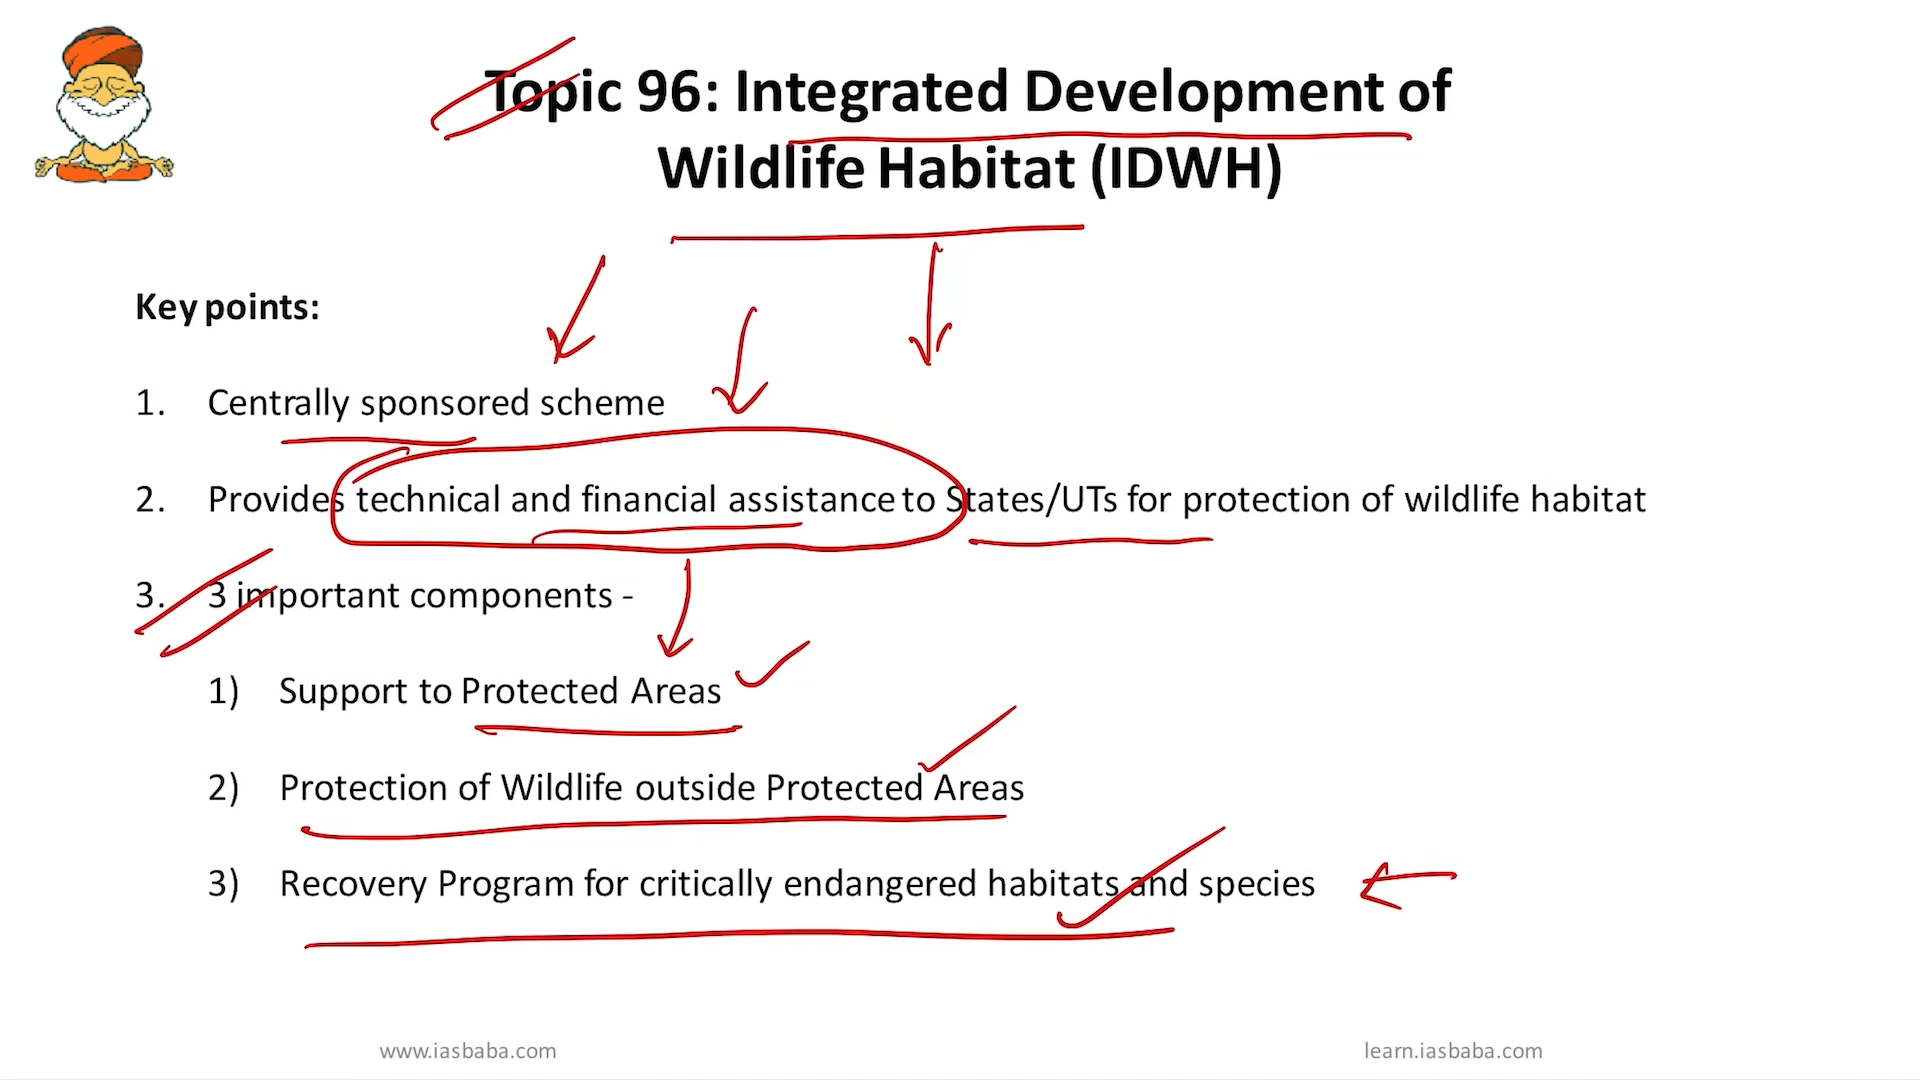 Topic 96: Integrated Development of
Wildlife Habitat (IDWH)
Key points:
1. Centrally sponsored scheme
2. Provides technical and financial assistance to States/UTs for protection of wildlife habitat
3. 3 important components -
1) Support to Protected Areas
2) Protection of Wildlife outside Protected Areas
3) Recovery Program for critically endangered habitats and species
www.iasbaba.com
learn.iasbaba.com